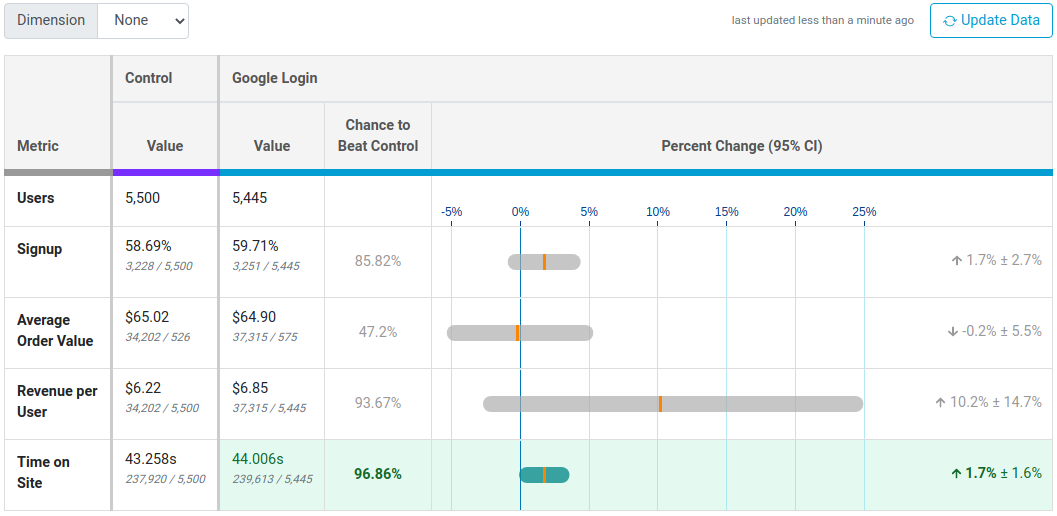 Dimension None last updated less than a minute ago Update Data
Control Google Login
Metric Value Value Chance to Beat Control Percent Change (95% CI)
Users 5,500 5,445
-5% 0% 5% 10% 15% 20% 25%
Signup 58.69% 59.71%
3,228 / 5,500 3,251 / 5,445 85.82% ↑ 1.7% ± 2.7%
Average Order Value $65.02 $64.90
34,202 / 526 37,315 / 575 47.2% ↓ -0.2% ± 5.5%
Revenue per User $6.22 $6.85
34,202 / 5,500 37,315 / 5,445 93.67% ↑ 10.2% ± 14.7%
Time on Site 43.258s 44.006s
237,920 / 5,500 239,613 / 5,445 96.86% ↑ 1.7% ± 1.6%